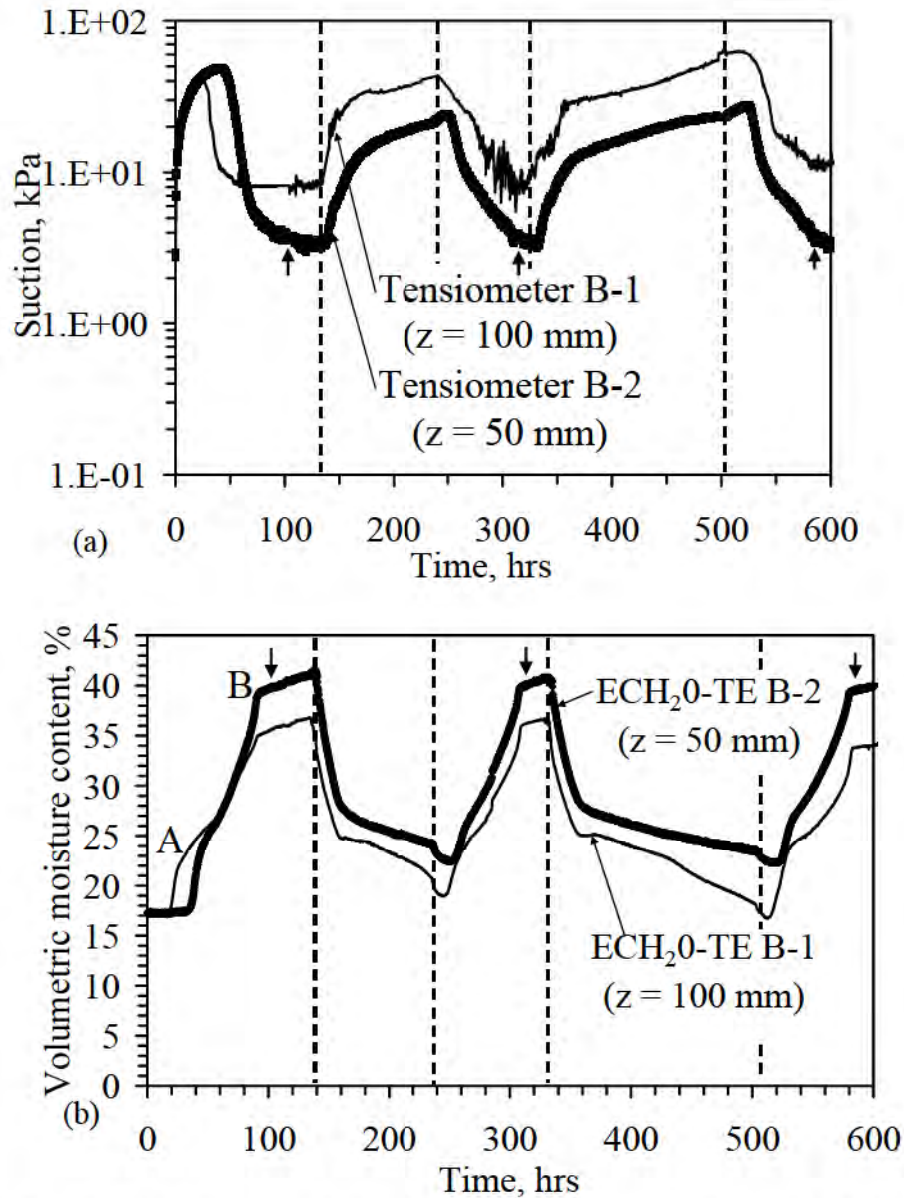 1.E+02
1.E+01
1.E+00
1.E-01
Suction, kPa
Tensiometer B-1
(z = 100 mm)
Tensiometer B-2
(z = 50 mm)
0 100 200 300 400 500 600
(a)
Time, hrs
45
40
35
30
25
20
15
10
5
0
Volumetric moisture content, %
B
A
ECH₂0-TE B-2
(z = 50 mm)
ECH₂0-TE B-1
(z = 100 mm)
(b)
0 100 200 300 400 500 600
Time, hrs